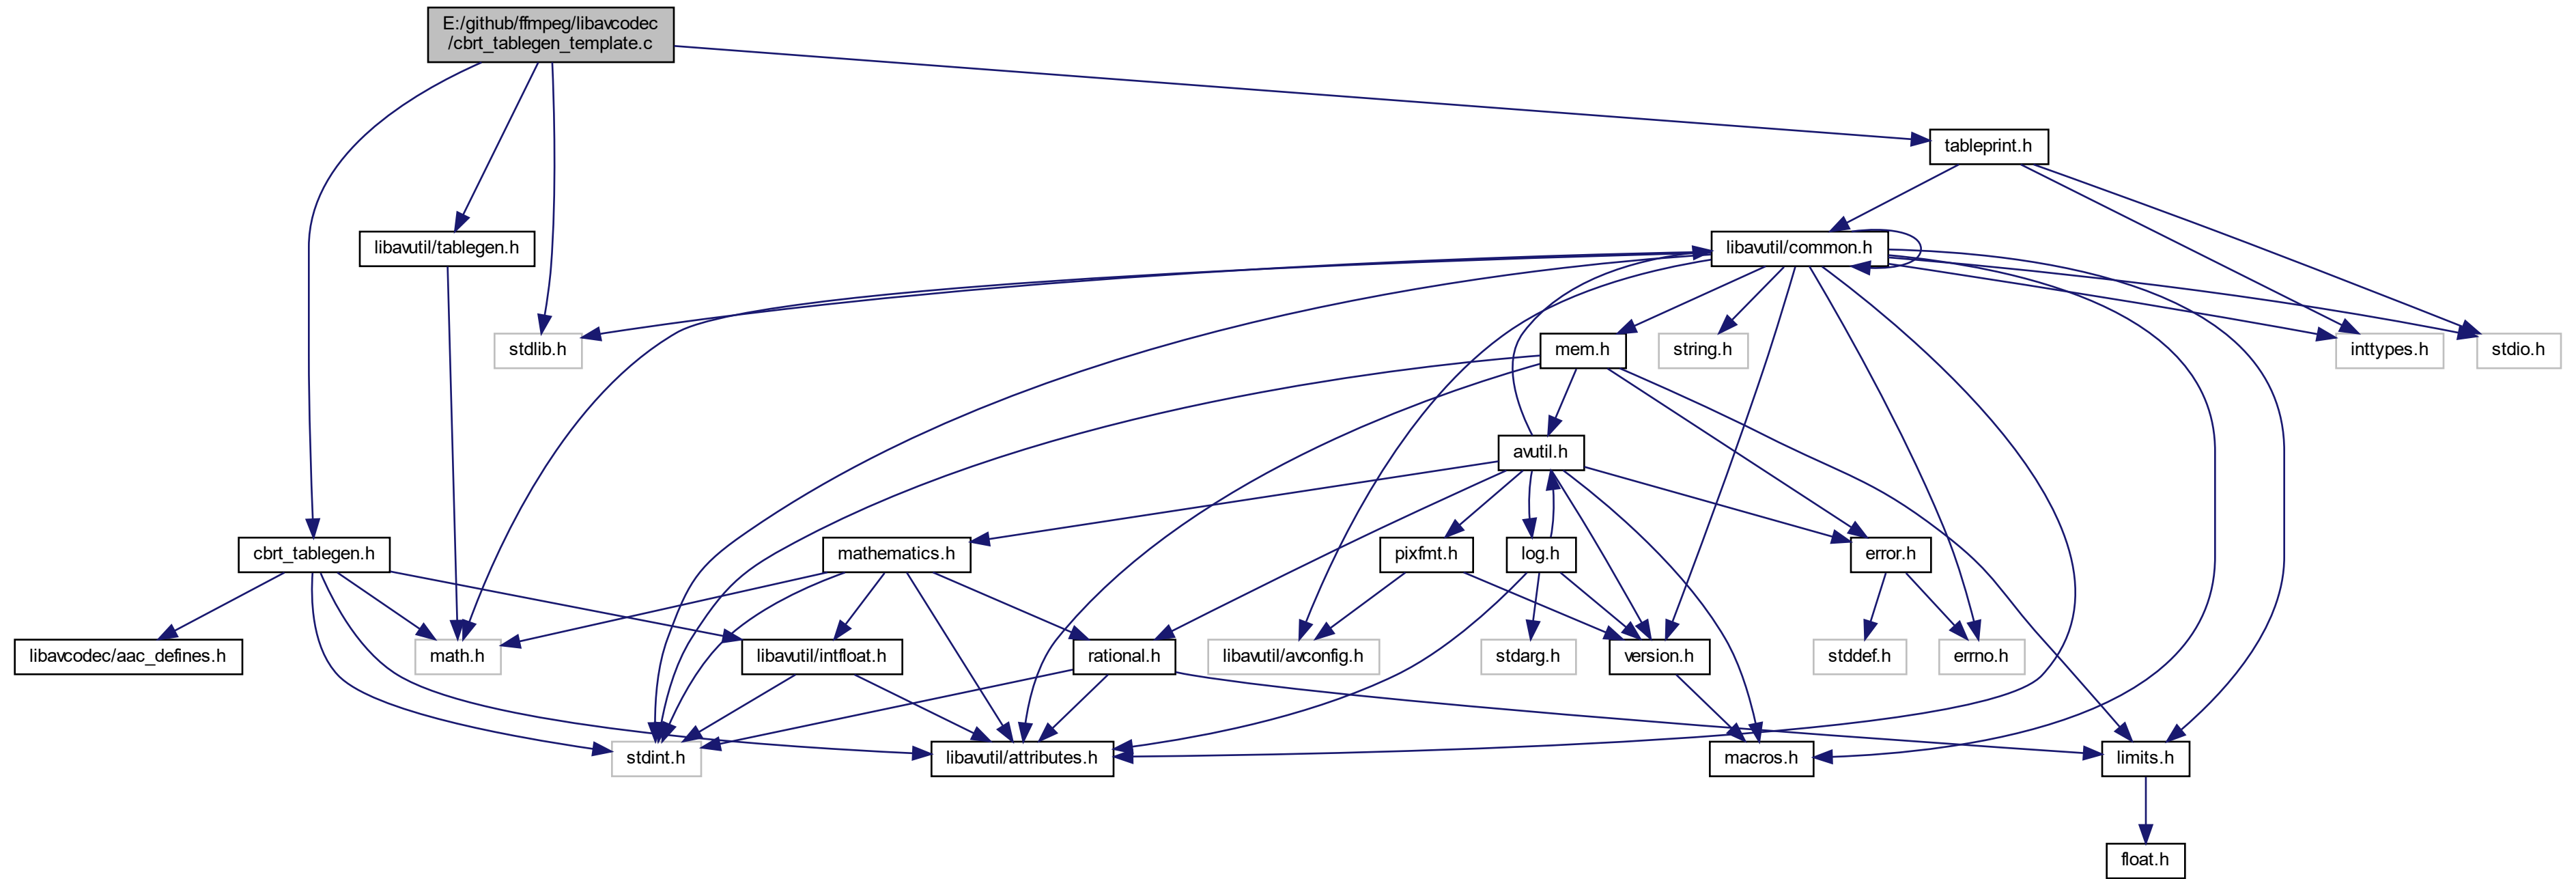 E:/github/ffmpeg/libavcodec
/cbrt_tablegen_template.c
tableprint.h
libavutil/tablegen.h
libavutil/common.h
stdlib.h
mem.h
string.h
inttypes.h
stdio.h
avutil.h
cbrt_tablegen.h
mathematics.h
pixfmt.h
log.h
error.h
libavcodec/aac_defines.h
math.h
libavutil/intfloat.h
rational.h
libavutil/avconfig.h
stdarg.h
version.h
stddef.h
errno.h
stdint.h
libavutil/attributes.h
macros.h
limits.h
float.h